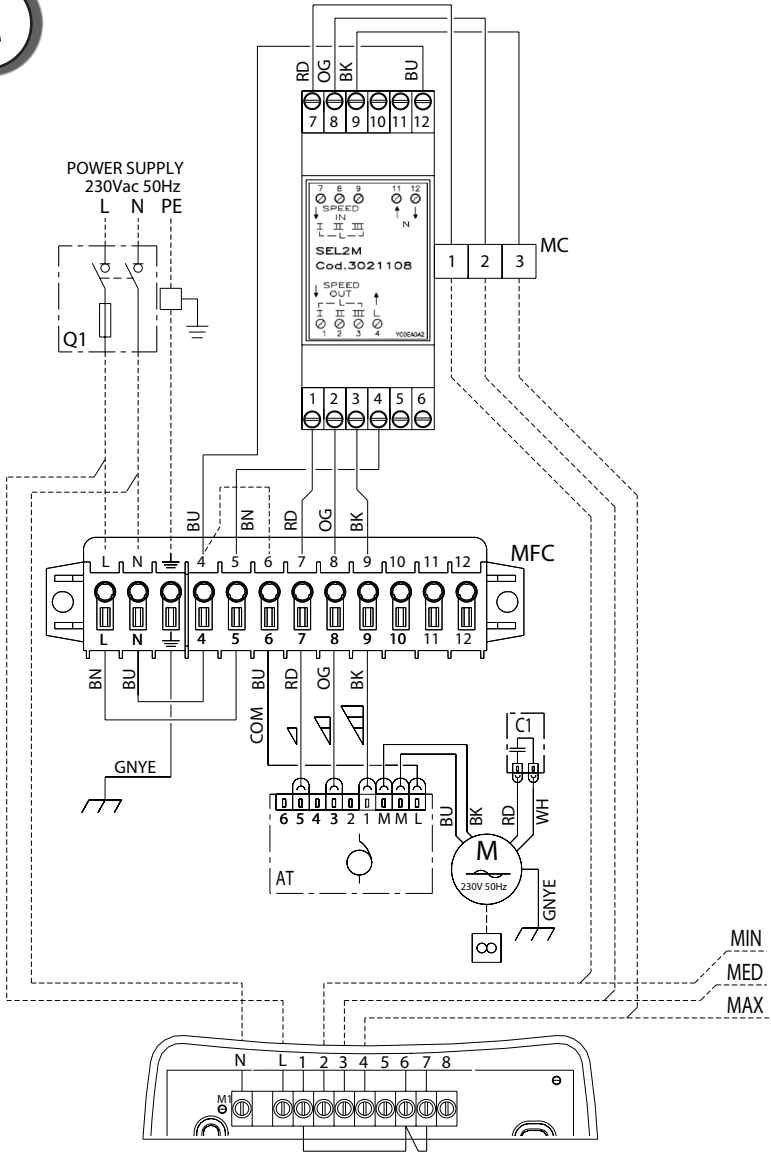 RD OG BK BU
7 8 9 10 11 12
POWER SUPPLY
230Vac 50Hz
L N PE
7 8 9 11 12
SPEED
IN
N
I II III
L
SEL2M
Cod.3021108
SPEED
OUT
L
I II III L
1 2 3 4
YC0EA0A2
MC
1 2 3
Q1
1 2 3 4 5 6
BU BN RD OG BK
MFC
L N 4 5 6 7 8 9 10 11 12
L N 4 5 6 7 8 9 10 11 12
BN BU BU RD OG BK
COM
GNYE
C1
6 5 4 3 2 1 M M L
AT
BU BK RD WH
M
230V 50Hz
GNYE
8
MIN
MED
MAX
N L 1 2 3 4 5 6 7 8
M1